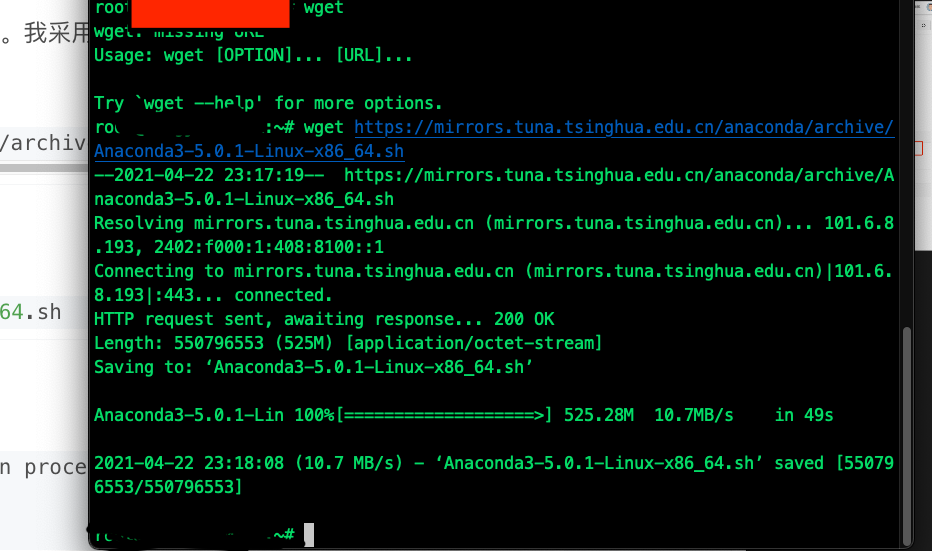 wget
wget: missing URL
Usage: wget [OPTION]... [URL]...
Try `wget --help' for more options.
:~# wget https://mirrors.tuna.tsinghua.edu.cn/anaconda/archive/
Anaconda3-5.0.1-Linux-x86_64.sh
--2021-04-22 23:17:19--  https://mirrors.tuna.tsinghua.edu.cn/anaconda/archive/A
naconda3-5.0.1-Linux-x86_64.sh
Resolving mirrors.tuna.tsinghua.edu.cn (mirrors.tuna.tsinghua.edu.cn)... 101.6.8
.193, 2402:f000:1:408:8100::1
Connecting to mirrors.tuna.tsinghua.edu.cn (mirrors.tuna.tsinghua.edu.cn)|101.6.
8.193|:443... connected.
HTTP request sent, awaiting response... 200 OK
Length: 550796553 (525M) [application/octet-stream]
Saving to: ‘Anaconda3-5.0.1-Linux-x86_64.sh’
Anaconda3-5.0.1-Lin 100%[===================>] 525.28M  10.7MB/s    in 49s
2021-04-22 23:18:08 (10.7 MB/s) - ‘Anaconda3-5.0.1-Linux-x86_64.sh’ saved [55079
6553/550796553]
:~#
。我采用
/archiv
64.sh
n proce